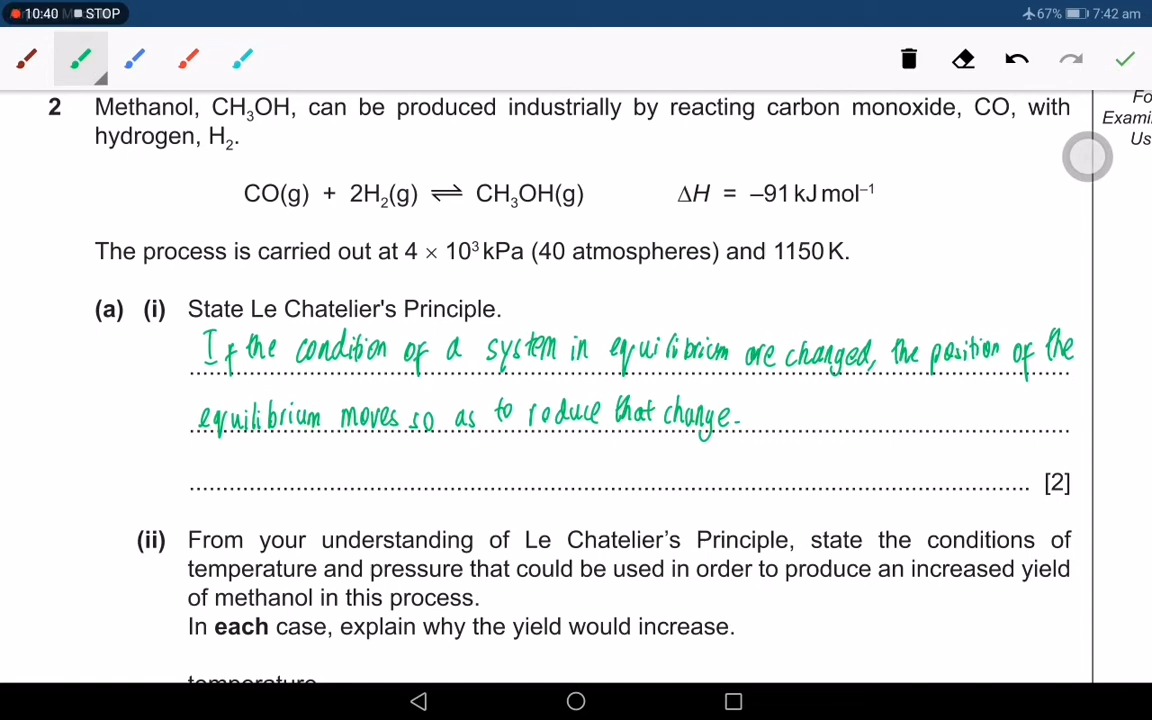 10:40 STOP
67% 7:42 am
2 Methanol, CH₃OH, can be produced industrially by reacting carbon monoxide, CO, with
hydrogen, H₂.
Fo
Exami
Us
CO(g) + 2H₂(g) ⇌ CH₃OH(g) ΔH = –91 kJ mol⁻¹
The process is carried out at 4 × 10³ kPa (40 atmospheres) and 1150 K.
(a) (i) State Le Chatelier's Principle.
If the condition of a system in equilibrium are changed, the position of the
equilibrium moves so as to reduce that change.
[2]
(ii) From your understanding of Le Chatelier's Principle, state the conditions of
temperature and pressure that could be used in order to produce an increased yield
of methanol in this process.
In each case, explain why the yield would increase.
temperature